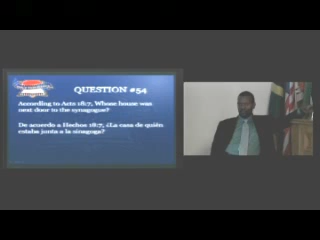 QUESTION #54
According to Acts 18:7, Whose house was
next door to the synagogue?
De acuerdo a Hechos 18:7, ¿La casa de quién
estaba junta a la sinagoga?